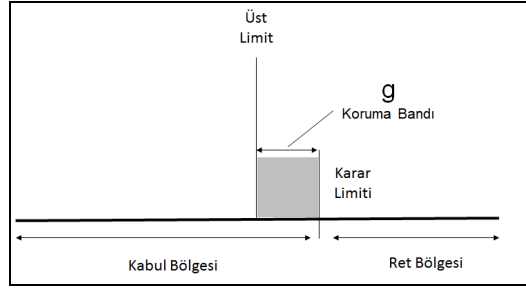 Üst
Limit
g
Koruma Bandı
Karar
Limiti
Kabul Bölgesi
Ret Bölgesi